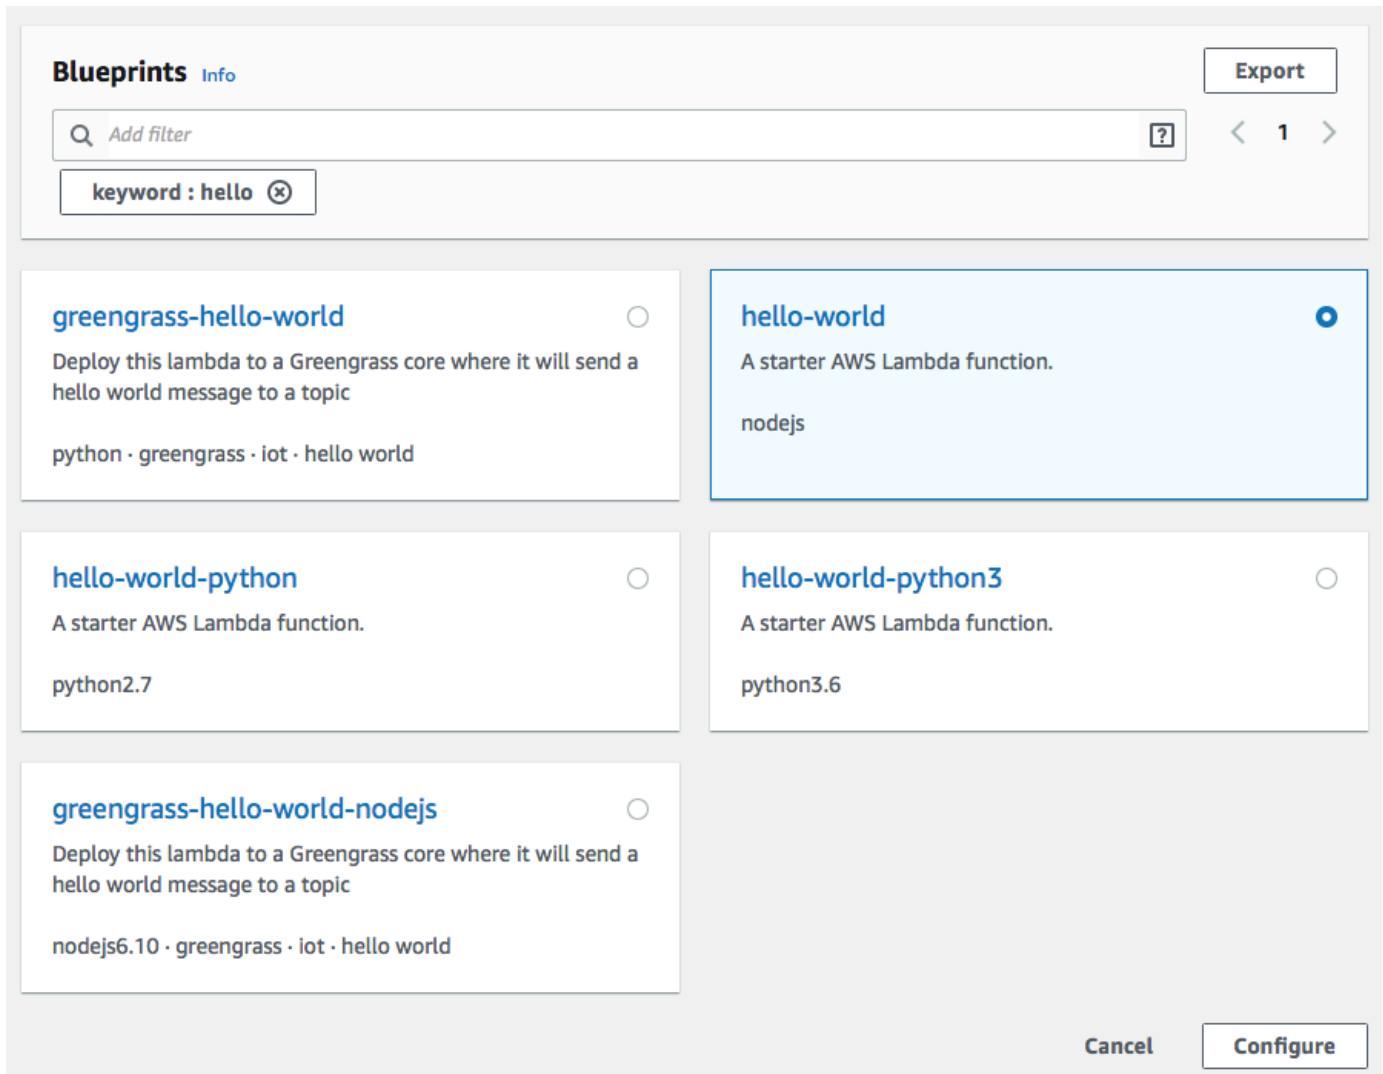 Blueprints Info
Export
Add filter
?
1
keyword : hello
greengrass-hello-world
Deploy this lambda to a Greengrass core where it will send a
hello world message to a topic
python · greengrass · iot · hello world
hello-world
A starter AWS Lambda function.
nodejs
hello-world-python
A starter AWS Lambda function.
python2.7
hello-world-python3
A starter AWS Lambda function.
python3.6
greengrass-hello-world-nodejs
Deploy this lambda to a Greengrass core where it will send a
hello world message to a topic
nodejs6.10 · greengrass · iot · hello world
Cancel
Configure